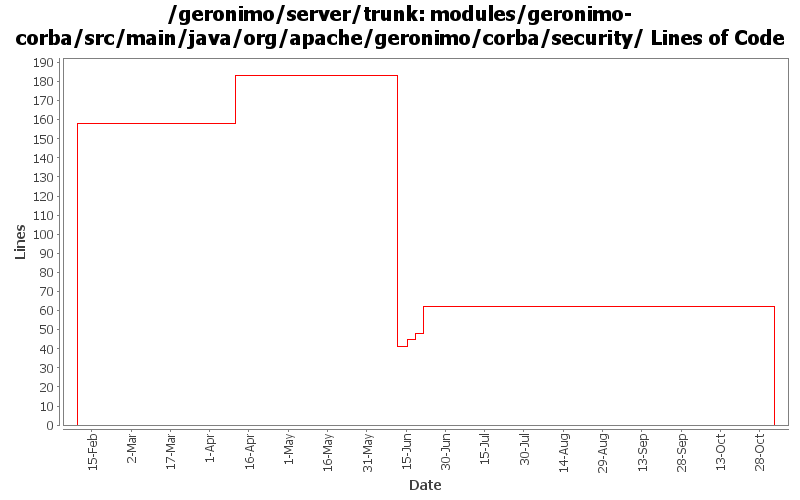 /geronimo/server/trunk: modules/geronimo-
corba/src/main/java/org/apache/geronimo/corba/security/ Lines of Code
190
180
170
160
150
140
130
120
110
100
90
80
70
60
50
40
30
20
10
0
Lines
15-Feb
2-Mar
17-Mar
1-Apr
16-Apr
1-May
16-May
31-May
15-Jun
30-Jun
15-Jul
30-Jul
14-Aug
29-Aug
13-Sep
28-Sep
13-Oct
28-Oct
Date